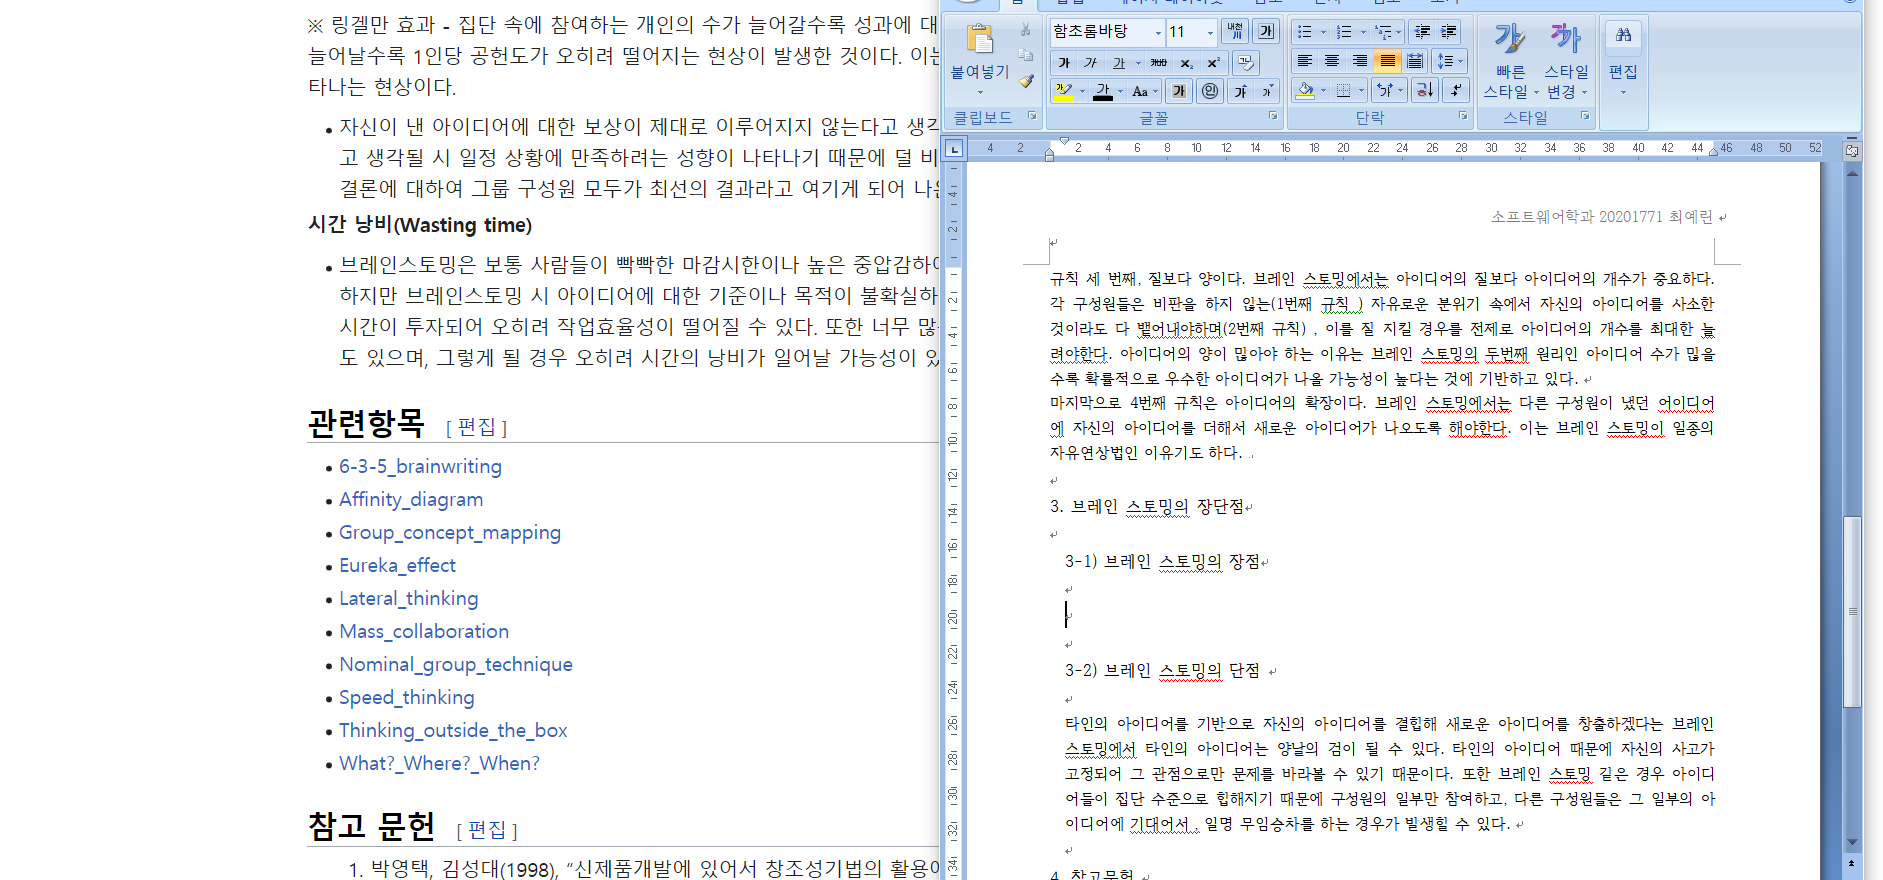 ※ 링겔만 효과 - 집단 속에 참여하는 개인의 수가 늘어갈수록 성과에 대
늘어날수록 1인당 공헌도가 오히려 떨어지는 현상이 발생한 것이다. 이는
타나는 현상이다.
자신이 낸 아이디어에 대한 보상이 제대로 이루어지지 않는다고 생각
고 생각될 시 일정 상황에 만족하려는 성향이 나타나기 때문에 덜 비
결론에 대하여 그룹 구성원 모두가 최선의 결과라고 여기게 되어 나온
시간 낭비(Wasting time)
브레인스토밍은 보통 사람들이 빡빡한 마감시한이나 높은 중압감하에
하지만 브레인스토밍 시 아이디어에 대한 기준이나 목적이 불확실하
시간이 투자되어 오히려 작업효율성이 떨어질 수 있다. 또한 너무 많
도 있으며, 그렇게 될 경우 오히려 시간의 낭비가 일어날 가능성이 있
관련항목 [ 편집 ]
6-3-5_brainwriting
Affinity_diagram
Group_concept_mapping
Eureka_effect
Lateral_thinking
Mass_collaboration
Nominal_group_technique
Speed_thinking
Thinking_outside_the_box
What?_Where?_When?
참고 문헌 [ 편집 ]
1. 박영택, 김성대(1998), “신제품개발에 있어서 창조성기법의 활용에
함초롬바탕 11
붙여넣기
클립보드
글꼴
단락
빠른 스타일
스타일 변경
스타일
편집
4 2 2 4 6 8 10 12 14 16 18 20 22 24 26 28 30 32 34 36 38 40 42 44 46 48 50 52
소프트웨어학과 20201771 최예린
규칙 세 번째, 질보다 양이다. 브레인 스토밍에서는 아이디어의 질보다 아이디어의 개수가 중요하다.
각 구성원들은 비판을 하지 않는(1번째 규칙 ) 자유로운 분위기 속에서 자신의 아이디어를 사소한
것이라도 다 뱉어내야하며(2번째 규칙) , 이를 잘 지킬 경우를 전제로 아이디어의 개수를 최대한 늘
려야한다. 아이디어의 양이 많아야 하는 이유는 브레인 스토밍의 두번째 원리인 아이디어 수가 많을
수록 확률적으로 우수한 아이디어가 나올 가능성이 높다는 것에 기반하고 있다.
마지막으로 4번째 규칙은 아이디어의 확장이다. 브레인 스토밍에서는 다른 구성원이 냈던 어이디어
에 자신의 아이디어를 더해서 새로운 아이디어가 나오도록 해야한다. 이는 브레인 스토밍이 일종의
자유연상법인 이유기도 하다.
3. 브레인 스토밍의 장단점
3-1) 브레인 스토밍의 장점
3-2) 브레인 스토밍의 단점
타인의 아이디어를 기반으로 자신의 아이디어를 결합해 새로운 아이디어를 창출하겠다는 브레인
스토밍에서 타인의 아이디어는 양날의 검이 될 수 있다. 타인의 아이디어 때문에 자신의 사고가
고정되어 그 관점으로만 문제를 바라볼 수 있기 때문이다. 또한 브레인 스토밍 같은 경우 아이디
어들이 집단 수준으로 합해지기 때문에 구성원의 일부만 참여하고, 다른 구성원들은 그 일부의 아
이디어에 기대어서 , 일명 무임승차를 하는 경우가 발생할 수 있다.
4. 참고문헌